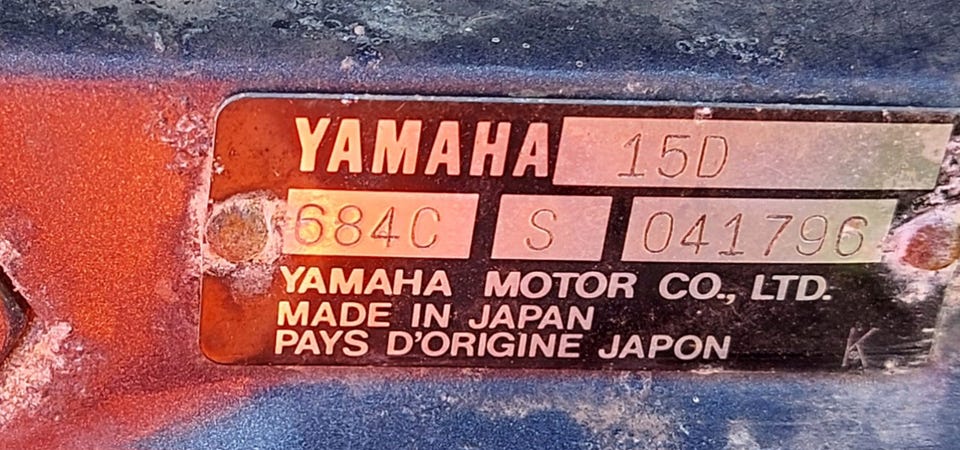 YAMAHA 15D
684C S 041796
YAMAHA MOTOR CO., LTD.
MADE IN JAPAN
PAYS D'ORIGINE JAPON K